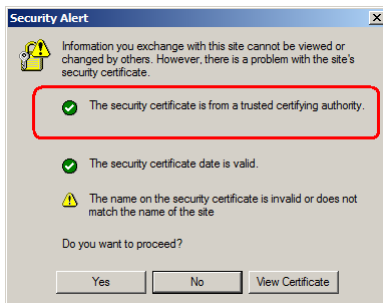 Security Alert
Information you exchange with this site cannot be viewed or
changed by others. However, there is a problem with the site's
security certificate.
The security certificate is from a trusted certifying authority.
The security certificate date is valid.
The name on the security certificate is invalid or does not
match the name of the site
Do you want to proceed?
Yes No View Certificate